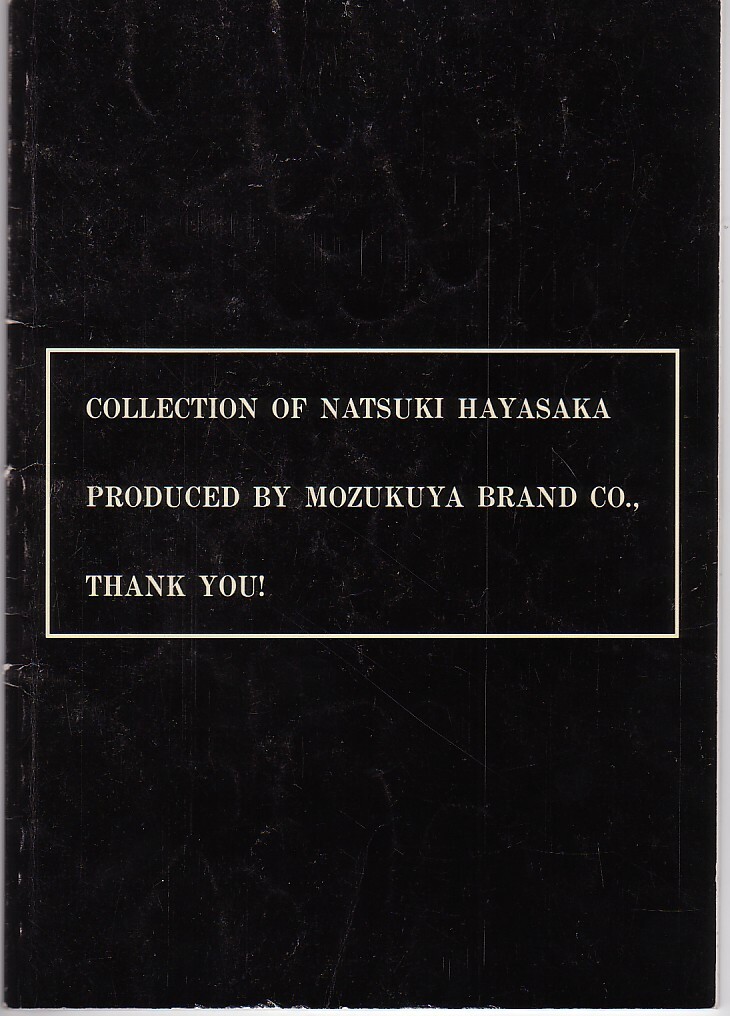 COLLECTION OF NATSUKI HAYASAKA
PRODUCED BY MOZUKUYA BRAND CO.,
THANK YOU!